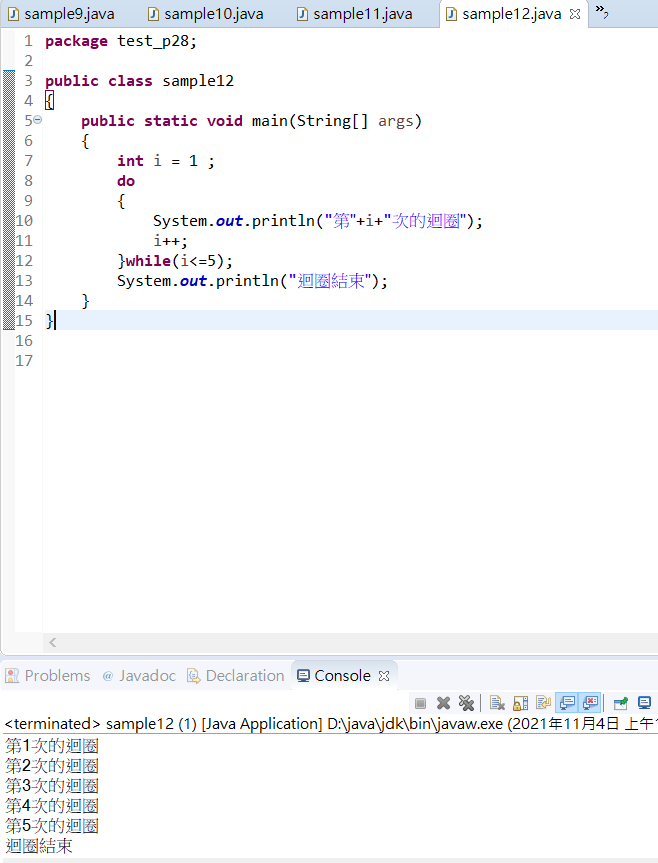 sample9.java sample10.java sample11.java sample12.java »2
1 package test_p28;
2
3 public class sample12
4 {
5 public static void main(String[] args)
6 {
7 int i = 1 ;
8 do
9 {
10 System.out.println("第"+i+"次的迴圈");
11 i++;
12 }while(i<=5);
13 System.out.println("迴圈結束");
14 }
15 }
16
17
Problems @ Javadoc Declaration Console
<terminated> sample12 (1) [Java Application] D:\java\jdk\bin\javaw.exe (2021年11月4日 上午
第1次的迴圈
第2次的迴圈
第3次的迴圈
第4次的迴圈
第5次的迴圈
迴圈結束